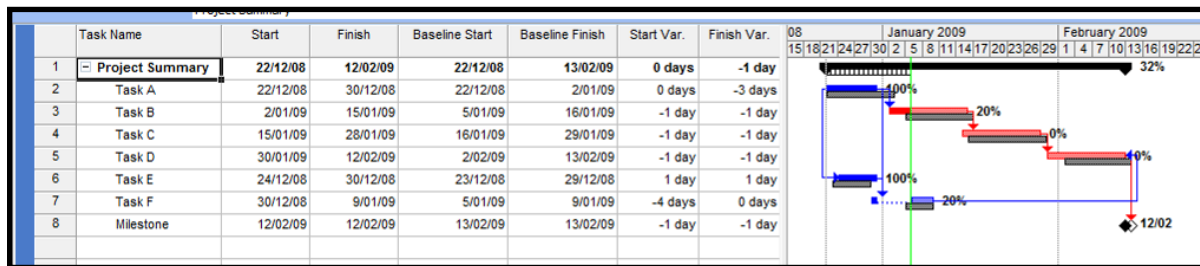 Project Summary
Task Name Start Finish Baseline Start Baseline Finish Start Var. Finish Var. 08 January 2009 February 2009
15 18 21 24 27 30 2 5 8 11 14 17 20 23 26 29 1 4 7 10 13 16 19 22 2
1 Project Summary 22/12/08 12/02/09 22/12/08 13/02/09 0 days -1 day 32%
2 Task A 22/12/08 30/12/08 22/12/08 2/01/09 0 days -3 days 100%
3 Task B 2/01/09 15/01/09 5/01/09 16/01/09 -1 day -1 day 20%
4 Task C 15/01/09 28/01/09 16/01/09 29/01/09 -1 day -1 day 0%
5 Task D 30/01/09 12/02/09 2/02/09 13/02/09 -1 day -1 day 0%
6 Task E 24/12/08 30/12/08 23/12/08 29/12/08 1 day 1 day 100%
7 Task F 30/12/08 9/01/09 5/01/09 9/01/09 -4 days 0 days 20%
8 Milestone 12/02/09 12/02/09 13/02/09 13/02/09 -1 day -1 day 12/02